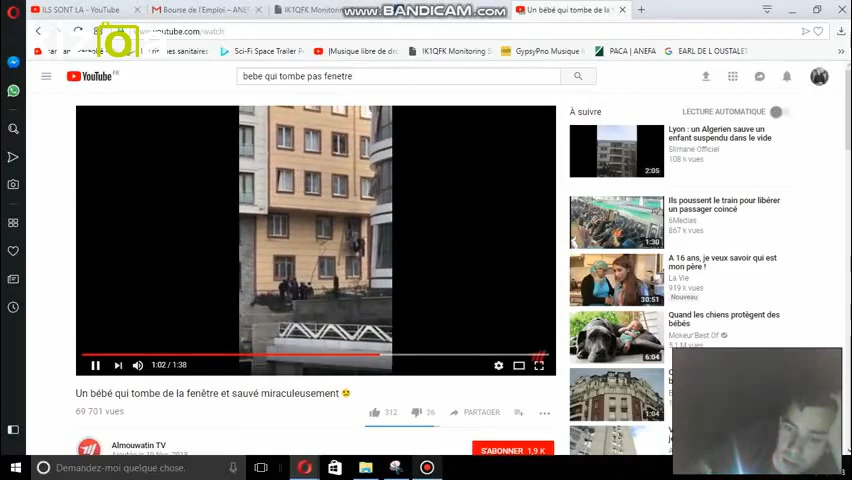 ILS SONT LA - YouTube
Bourse de l'Emploi – ANEF
IK1QFK Monitoring
www.BANDICAM.com
Un bébé qui tombe de la f
youtube.com/watch
risques sanitaires
Sci-Fi Space Trailer P
|Musique libre de d
IK1QFK Monitoring S
GypsyPno Musique l
PACA | ANEFA
EARL DE L OUSTALET
YouTube FR
bebe qui tombe pas fenetre
À suivre
LECTURE AUTOMATIQUE
Lyon : un Algerien sauve un
enfant suspendu dans le vide
Slimane Officiel
108 k vues
2:05
Ils poussent le train pour libérer
un passager coincé
6Medias
867 k vues
1:30
A 16 ans, je veux savoir qui est
mon père !
La Vie
919 k vues
Nouveau
30:51
Quand les chiens protègent des
bébés
Mokeur'Best Of
5,1 M vues
6:04
1:04
1:02 / 1:38
Un bébé qui tombe de la fenêtre et sauvé miraculeusement
69 701 vues
312
26
PARTAGER
Almouwatin TV
S'ABONNER 1,9 K
Demandez-moi quelque chose.